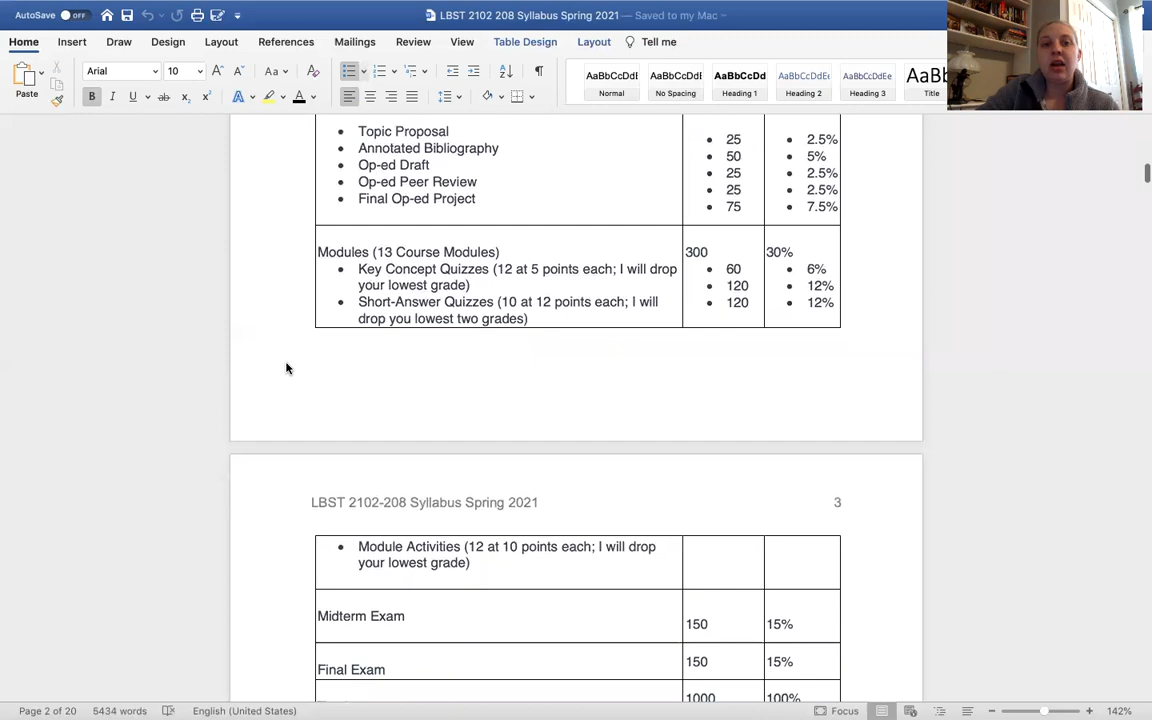 AutoSave OFF
LBST 2102 208 Syllabus Spring 2021 — Saved to my Mac
Home Insert Draw Design Layout References Mailings Review View Table Design Layout Tell me
Paste
Arial 10
AaBbCcDdE AaBbCcDdE AaBbCcDd AaBbCcDdEe AaBbCcDdEe AaBb
Normal No Spacing Heading 1 Heading 2 Heading 3 Title
• Topic Proposal • 25 • 2.5%
• Annotated Bibliography • 50 • 5%
• Op-ed Draft • 25 • 2.5%
• Op-ed Peer Review • 25 • 2.5%
• Final Op-ed Project • 75 • 7.5%
Modules (13 Course Modules) 300 30%
• Key Concept Quizzes (12 at 5 points each; I will drop • 60 • 6%
your lowest grade) • 120 • 12%
• Short-Answer Quizzes (10 at 12 points each; I will • 120 • 12%
drop you lowest two grades)
LBST 2102-208 Syllabus Spring 2021 3
• Module Activities (12 at 10 points each; I will drop
your lowest grade)
Midterm Exam 150 15%
Final Exam 150 15%
1000 100%
Page 2 of 20 5434 words English (United States) Focus 142%